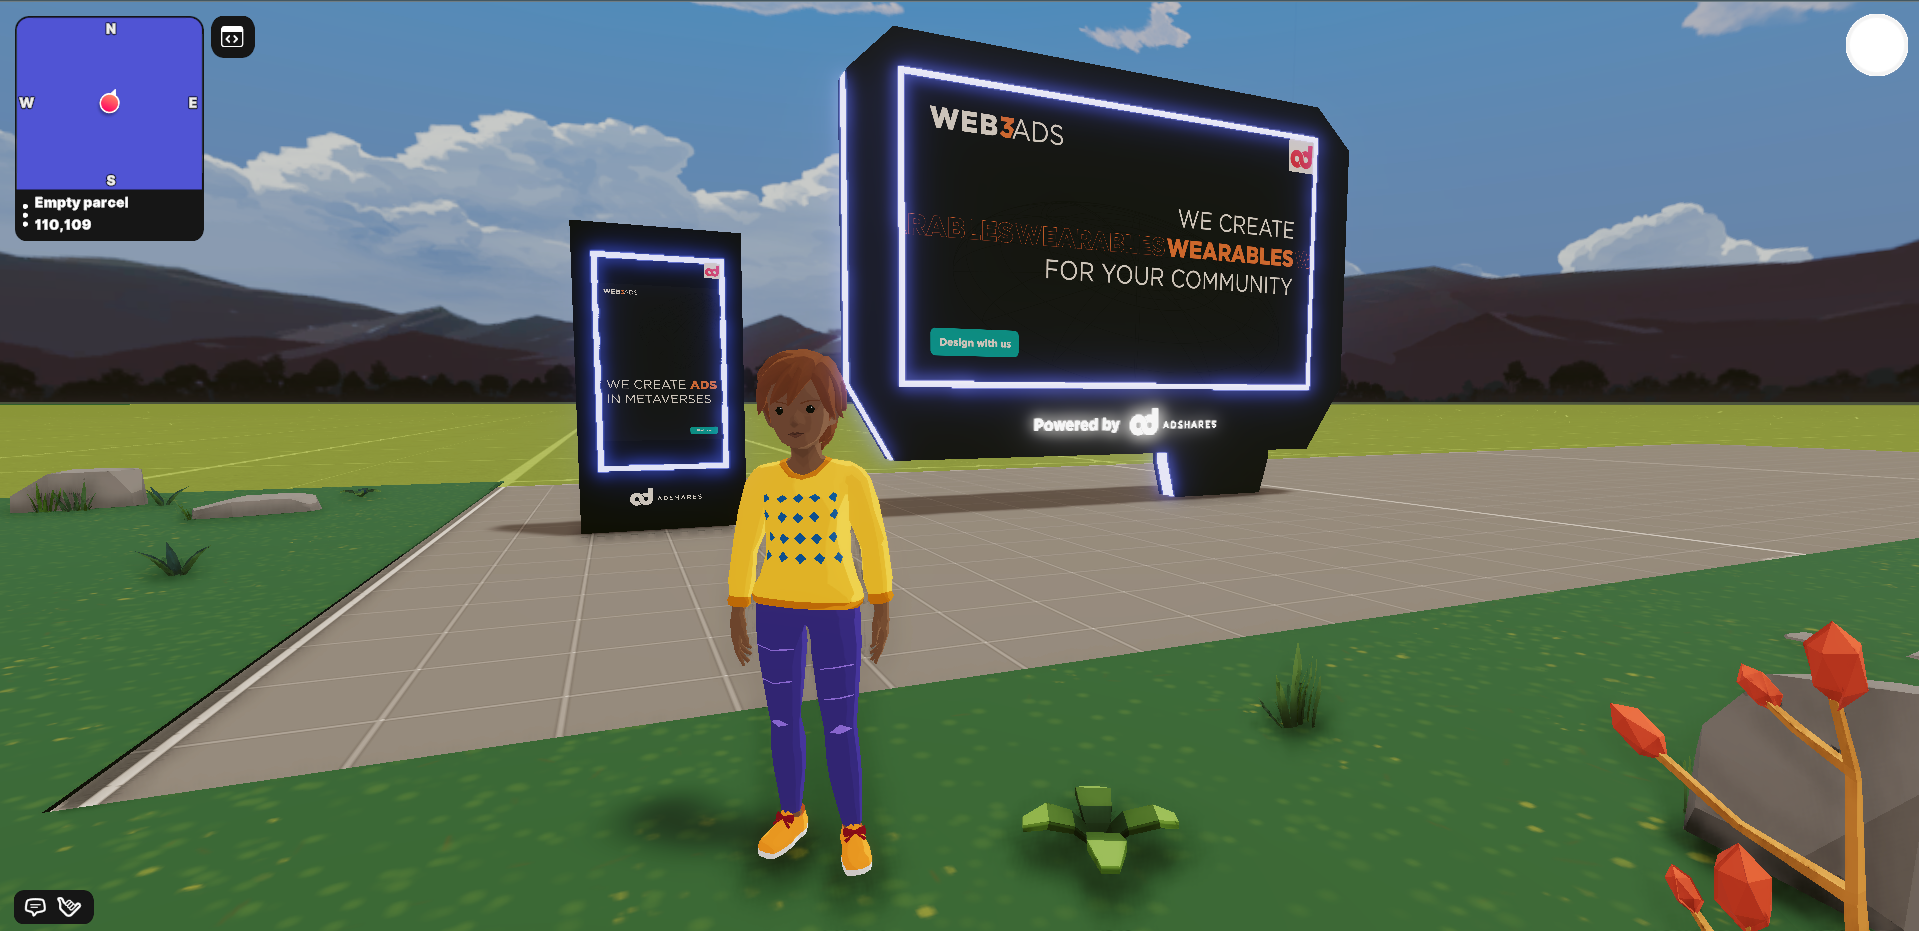 N
W
E
S
Empty parcel
110,109
WEB3ADS
ad
WE CREATE
RABLESWEARABLESWEARABLES
FOR YOUR COMMUNITY
Design with us
Powered by ad ADSHARES
ad
WEB3ADS
WE CREATE ADS
IN METAVERSES
ad ADSHARES